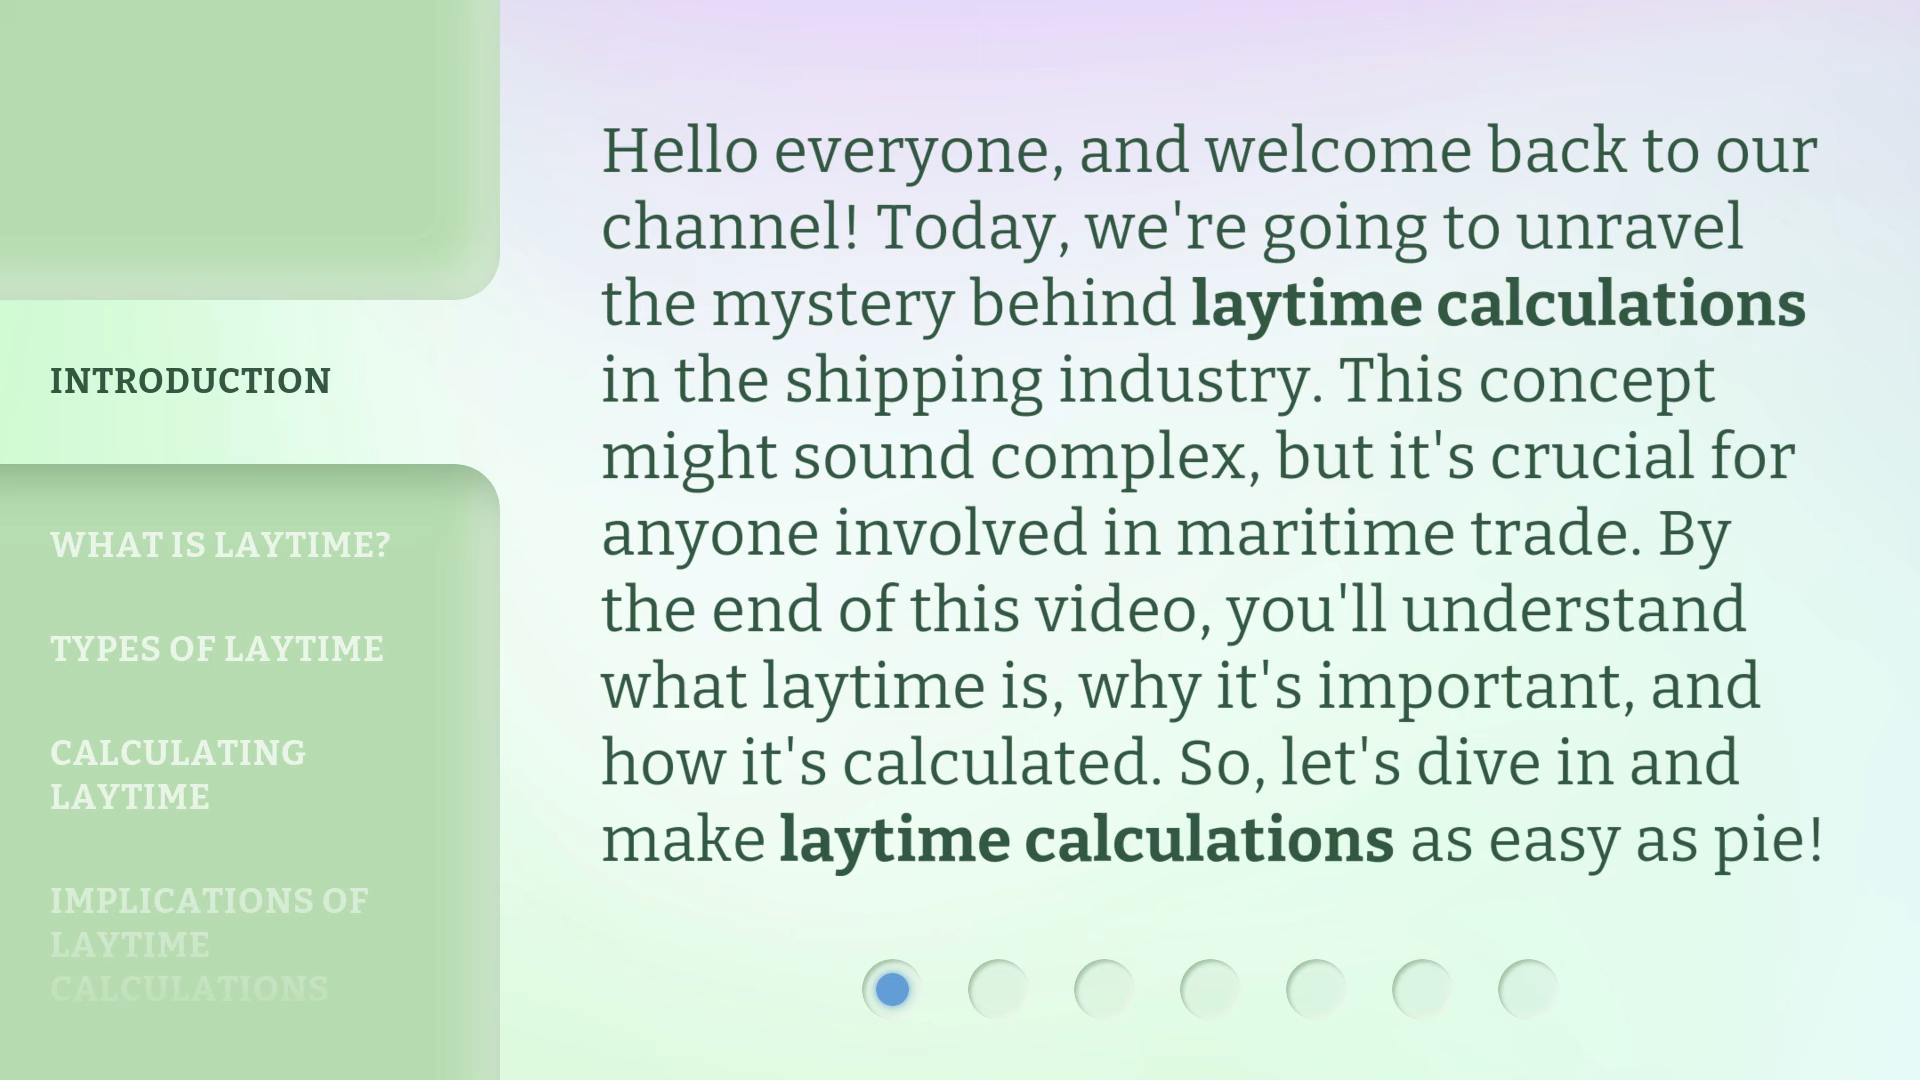 INTRODUCTION
WHAT IS LAYTIME?
TYPES OF LAYTIME
CALCULATING
LAYTIME
IMPLICATIONS OF
LAYTIME
CALCULATIONS
Hello everyone, and welcome back to our
channel! Today, we're going to unravel
the mystery behind laytime calculations
in the shipping industry. This concept
might sound complex, but it's crucial for
anyone involved in maritime trade. By
the end of this video, you'll understand
what laytime is, why it's important, and
how it's calculated. So, let's dive in and
make laytime calculations as easy as pie!